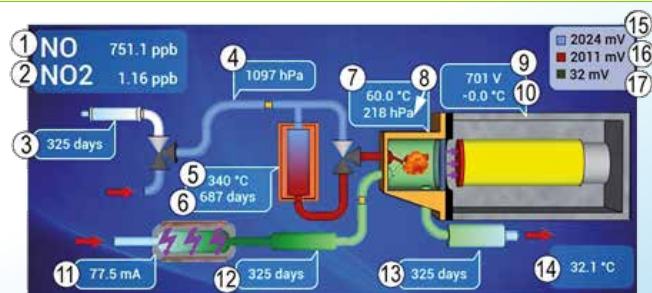 1 NO 751.1 ppb
2 NO2 1.16 ppb
3 325 days
4 1097 hPa
5 340 °C
6 687 days
7 60.0 °C
8 218 hPa
9 701 V
10 -0.0 °C
11 77.5 mA
12 325 days
13 325 days
14 32.1 °C
15 2024 mV
16 2011 mV
17 32 mV